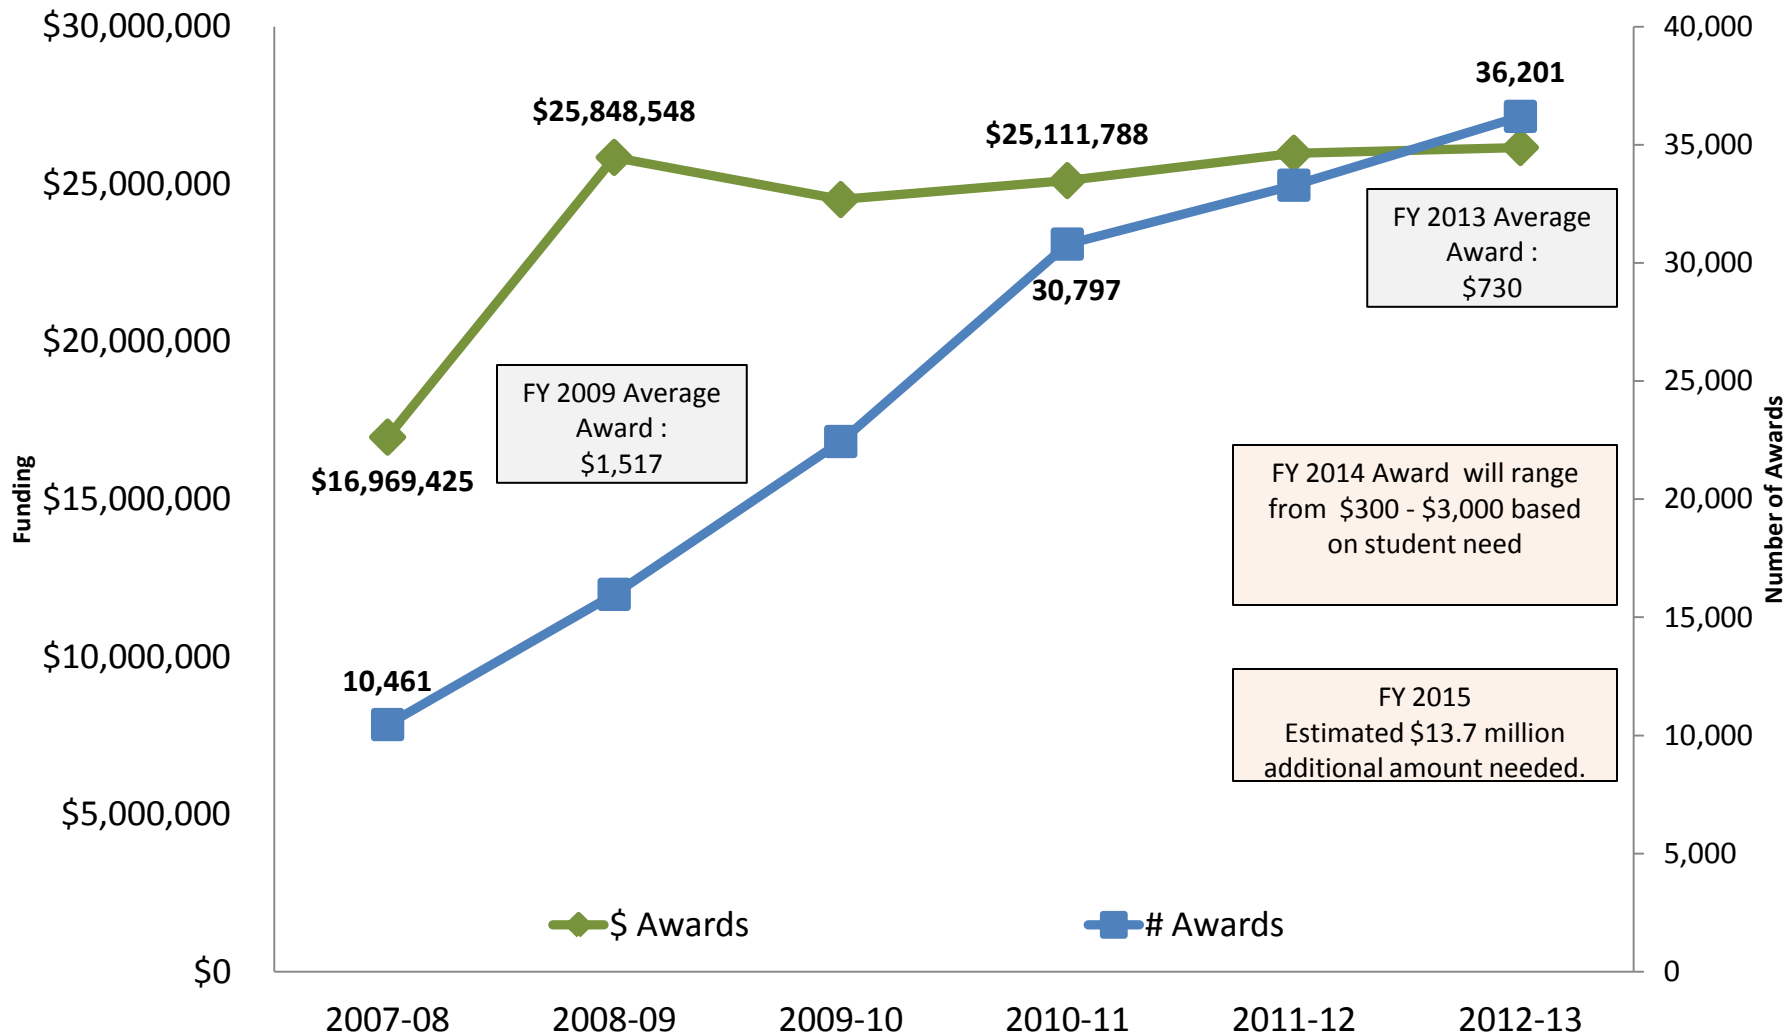 $30,000,000
$25,000,000
$20,000,000
$15,000,000
$10,000,000
$5,000,000
$0
Funding
40,000
35,000
30,000
25,000
20,000
15,000
10,000
5,000
0
Number of Awards
$16,969,425
$25,848,548
$25,111,788
10,461
30,797
36,201
FY 2009 Average
Award :
$1,517
FY 2013 Average
Award :
$730
FY 2014 Award  will range
from  $300 - $3,000 based
on student need
FY 2015
Estimated $13.7 million
additional amount needed.
$ Awards
# Awards
2007-08
2008-09
2009-10
2010-11
2011-12
2012-13